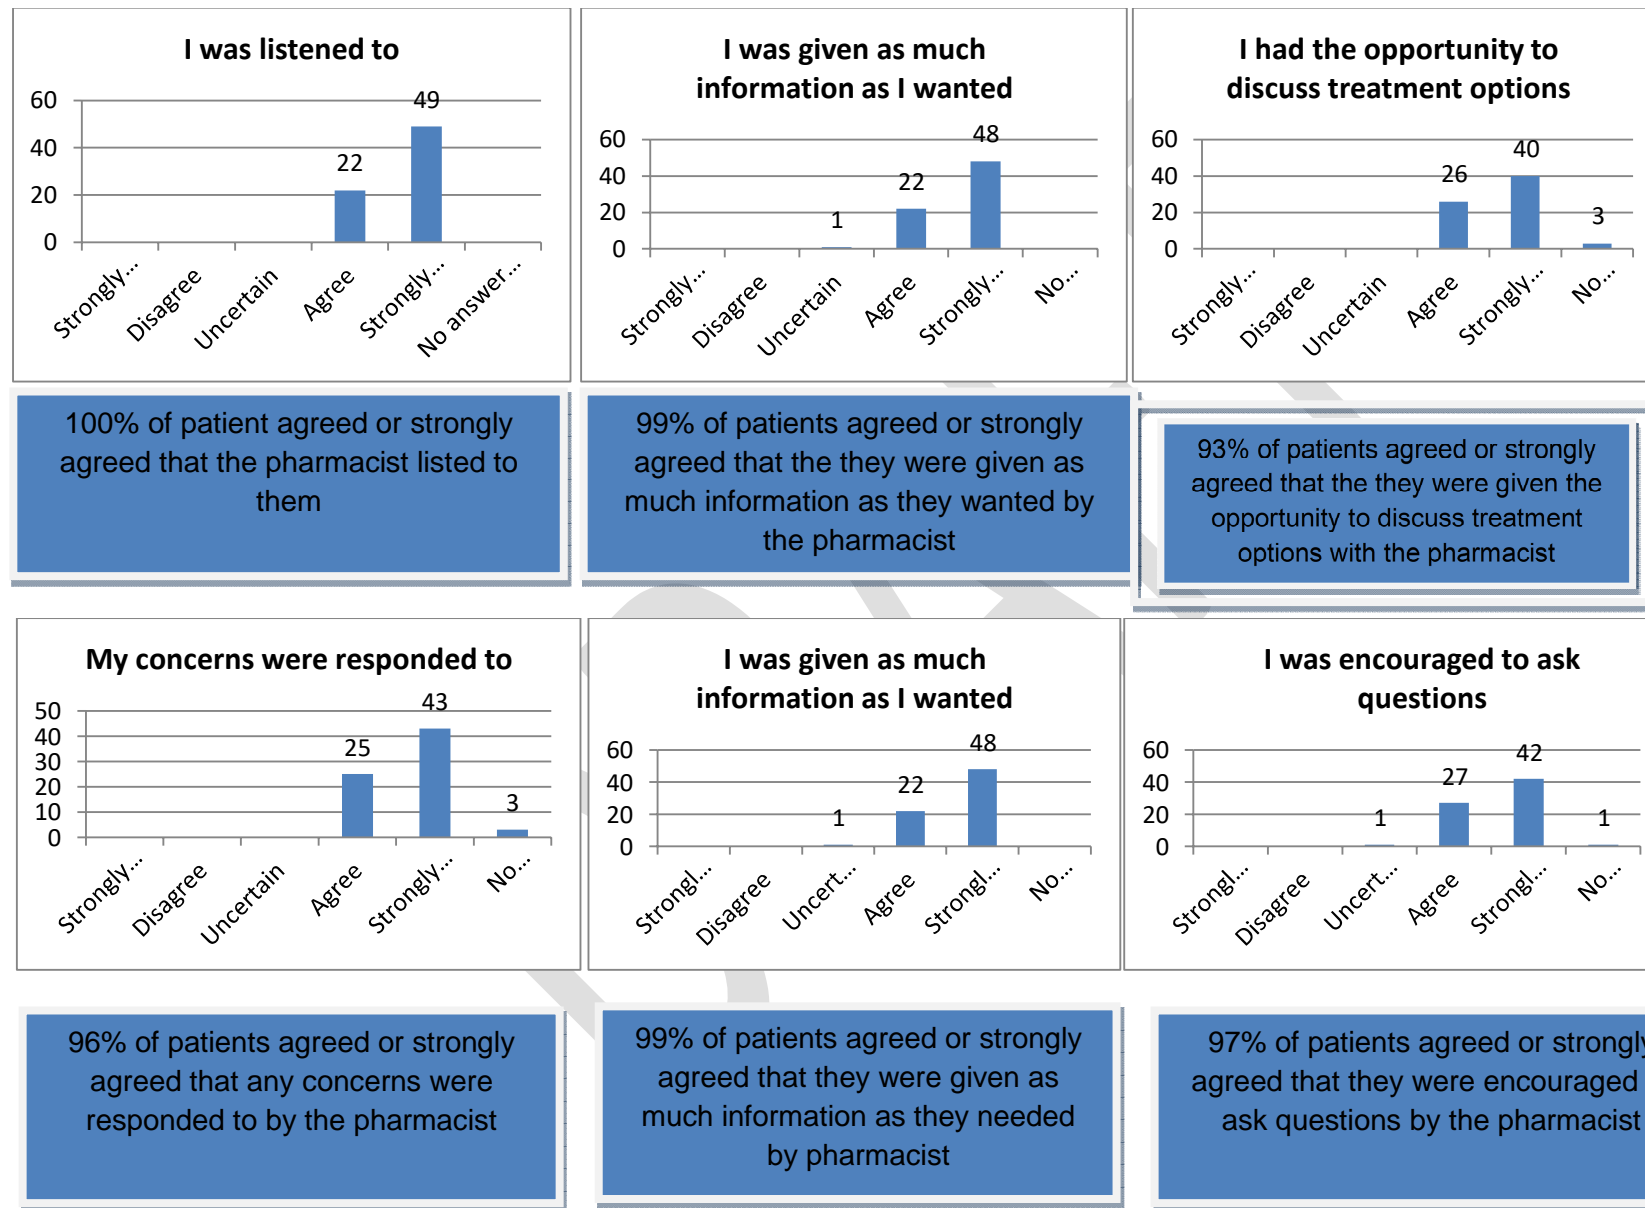 I was listened to
60
40
20
0
22
49
Strongly...
Disagree
Uncertain
Agree
Strongly...
No answer...
I was given as much
information as I wanted
60
40
20
0
1
22
48
Strongly...
Disagree
Uncertain
Agree
Strongly...
No...
I had the opportunity to
discuss treatment options
60
40
20
0
26
40
3
Strongly...
Disagree
Uncertain
Agree
Strongly...
No...
100% of patient agreed or strongly
agreed that the pharmacist listed to
them
99% of patients agreed or strongly
agreed that the they were given as
much information as they wanted by
the pharmacist
93% of patients agreed or strongly
agreed that the they were given the
opportunity to discuss treatment
options with the pharmacist
My concerns were responded to
50
40
30
20
10
0
25
43
3
Strongly...
Disagree
Uncertain
Agree
Strongly...
No...
I was given as much
information as I wanted
60
40
20
0
1
22
48
Strongl...
Disagree
Uncert...
Agree
Strongl...
No...
I was encouraged to ask
questions
60
40
20
0
1
27
42
1
Strongl...
Disagree
Uncert...
Agree
Strongl...
No...
96% of patients agreed or strongly
agreed that any concerns were
responded to by the pharmacist
99% of patients agreed or strongly
agreed that they were given as
much information as they needed
by pharmacist
97% of patients agreed or strongly
agreed that they were encouraged
ask questions by the pharmacist